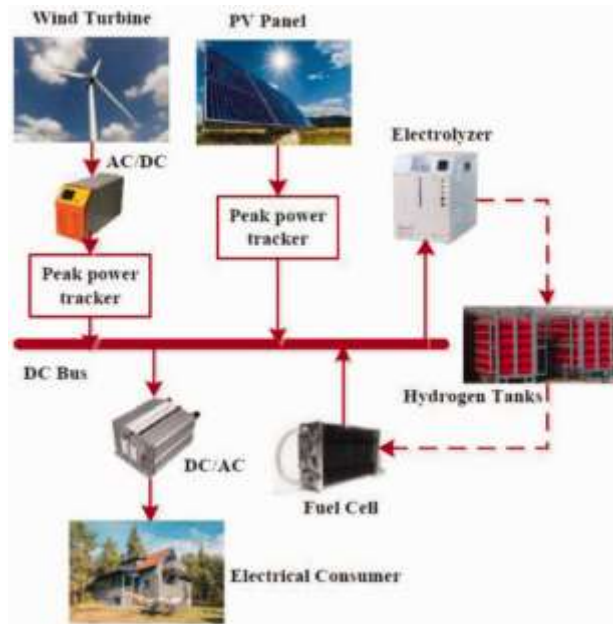 Wind Turbine
PV Panel
Electrolyzer
AC/DC
Peak power
tracker
Peak power
tracker
DC Bus
Hydrogen Tanks
DC/AC
Fuel Cell
Electrical Consumer